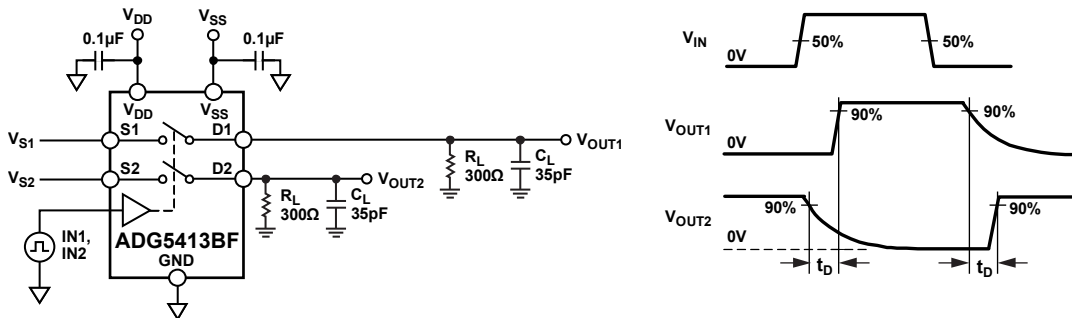 VDD
VSS
0.1µF
0.1µF
VDD
VSS
VS1
S1
D1
VOUT1
VS2
S2
D2
VOUT2
RL
300Ω
CL
35pF
RL
300Ω
CL
35pF
IN1,
IN2
ADG5413BF
GND
VIN
0V
50%
50%
VOUT1
0V
90%
90%
VOUT2
0V
90%
90%
tD
tD